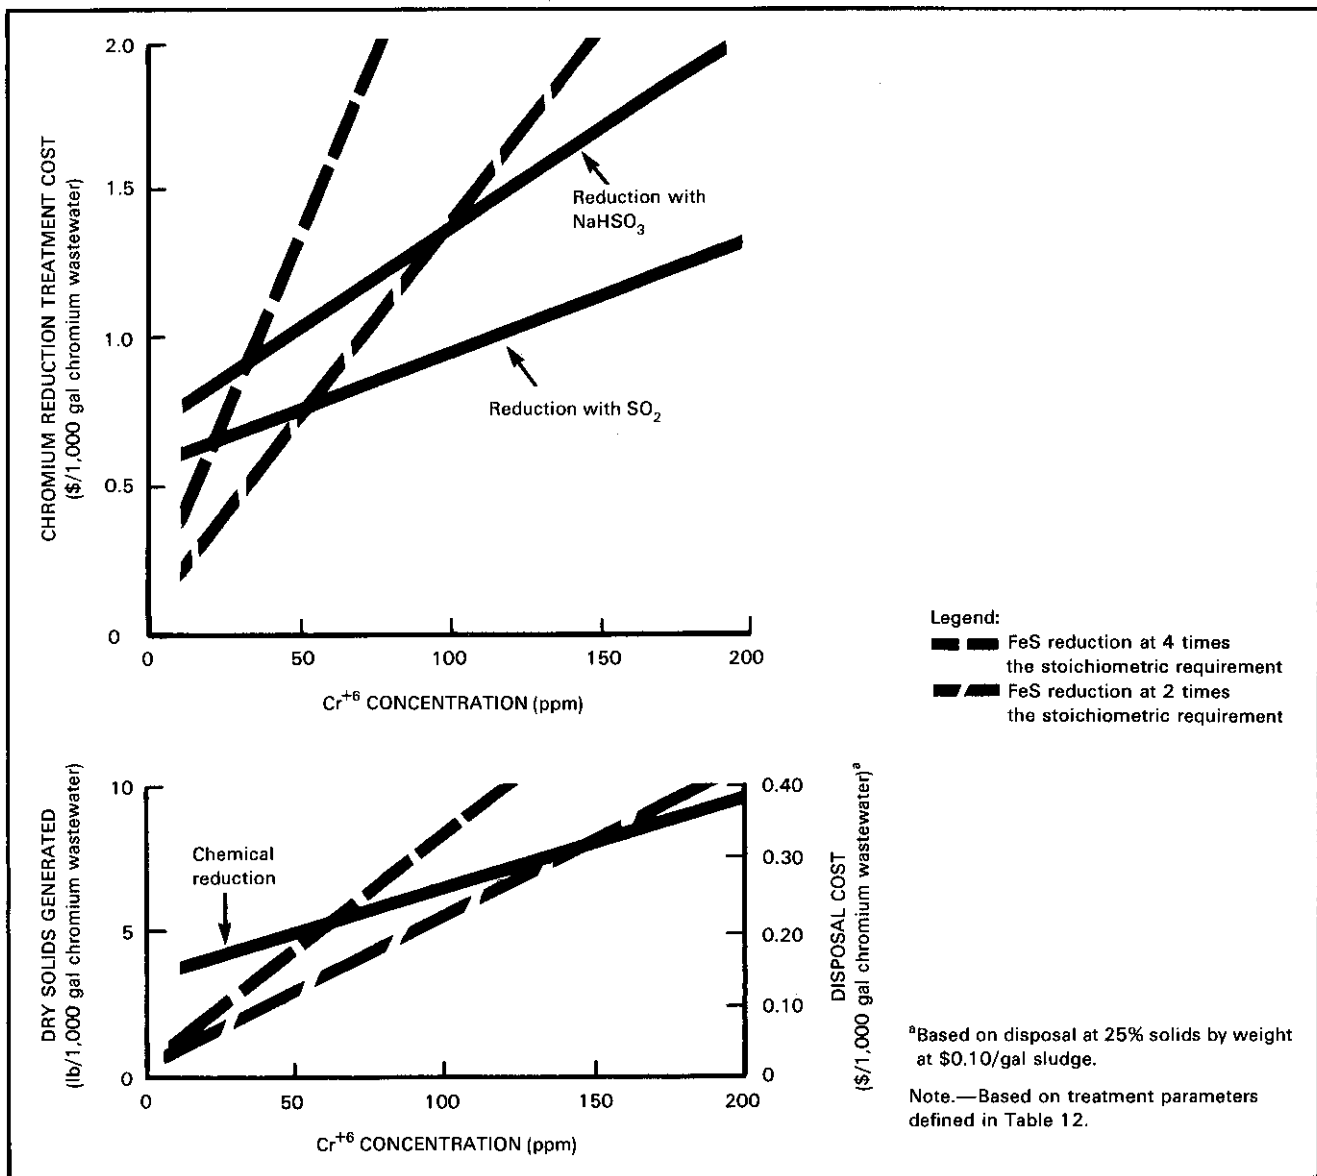 CHROMIUM REDUCTION TREATMENT COST
($/1,000 gal chromium wastewater)
2.0
1.5
1.0
0.5
0
0
50
100
150
200
Cr+6 CONCENTRATION (ppm)
Reduction with
NaHSO3
Reduction with SO2
Legend:
FeS reduction at 4 times
the stoichiometric requirement
FeS reduction at 2 times
the stoichiometric requirement
DRY SOLIDS GENERATED
(lb/1,000 gal chromium wastewater)
10
5
0
Chemical
reduction
0.40
0.30
0.20
0.10
0
DISPOSAL COST
($/1,000 gal chromium wastewater)a
0
50
100
150
200
Cr+6 CONCENTRATION (ppm)
aBased on disposal at 25% solids by weight
at $0.10/gal sludge.
Note.—Based on treatment parameters
defined in Table 12.